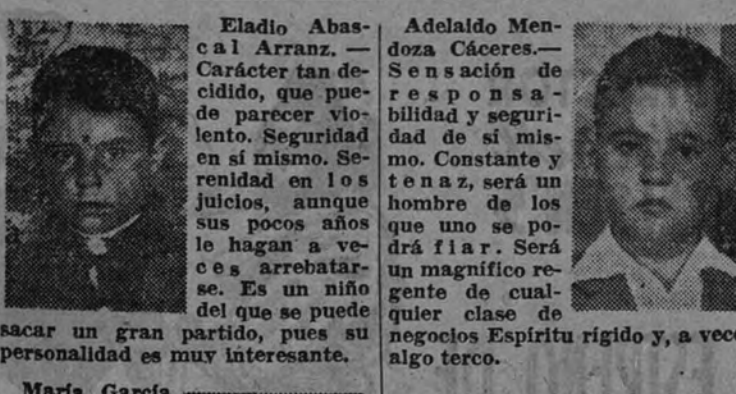 Eladio Abas-
cal Arranz. —
Carácter tan de-
cidido, que pue-
de parecer vio-
lento. Seguridad
en sí mismo. Se-
renidad en los
juicios, aunque
sus pocos años
le hagan a ve-
ces arrebatar-
se. Es un niño
del que se puede
sacar un gran partido, pues su
personalidad es muy interesante.
María García
Adelaido Men-
doza Cáceres.—
Sensación de
responsa-
bilidad y seguri-
dad de sí mis-
mo. Constante y
tenaz, será un
hombre de los
que uno se po-
drá fiar. Será
un magnífico re-
gente de cual-
quier clase de
negocios Espíritu rígido y, a vece
algo terco.